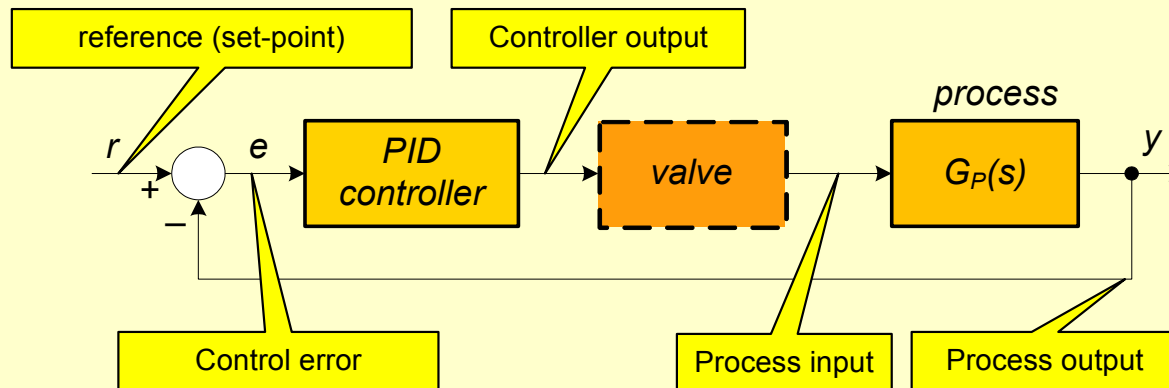 reference (set-point)
Controller output
process
r
e
PID
controller
valve
G_P(s)
y
+
–
Control error
Process input
Process output